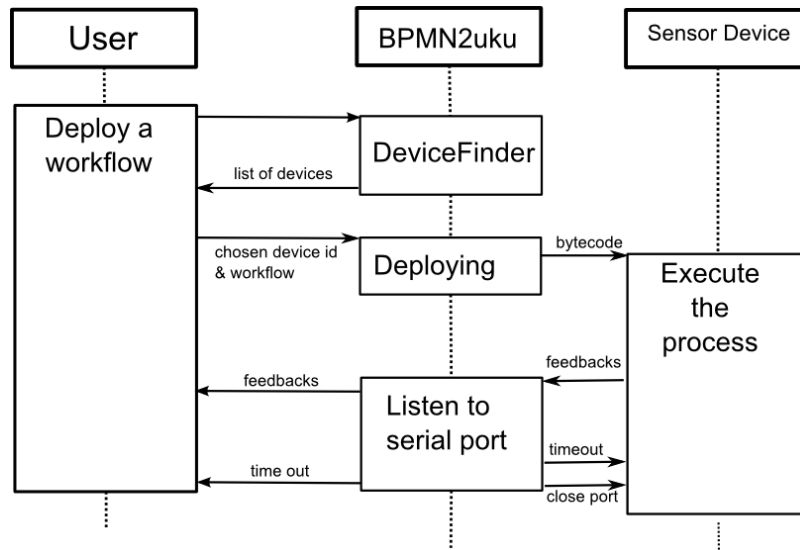 User
BPMN2uku
Sensor Device
Deploy a
workflow
DeviceFinder
list of devices
chosen device id
& workflow
Deploying
bytecode
Execute
the
process
feedbacks
feedbacks
Listen to
serial port
timeout
time out
close port